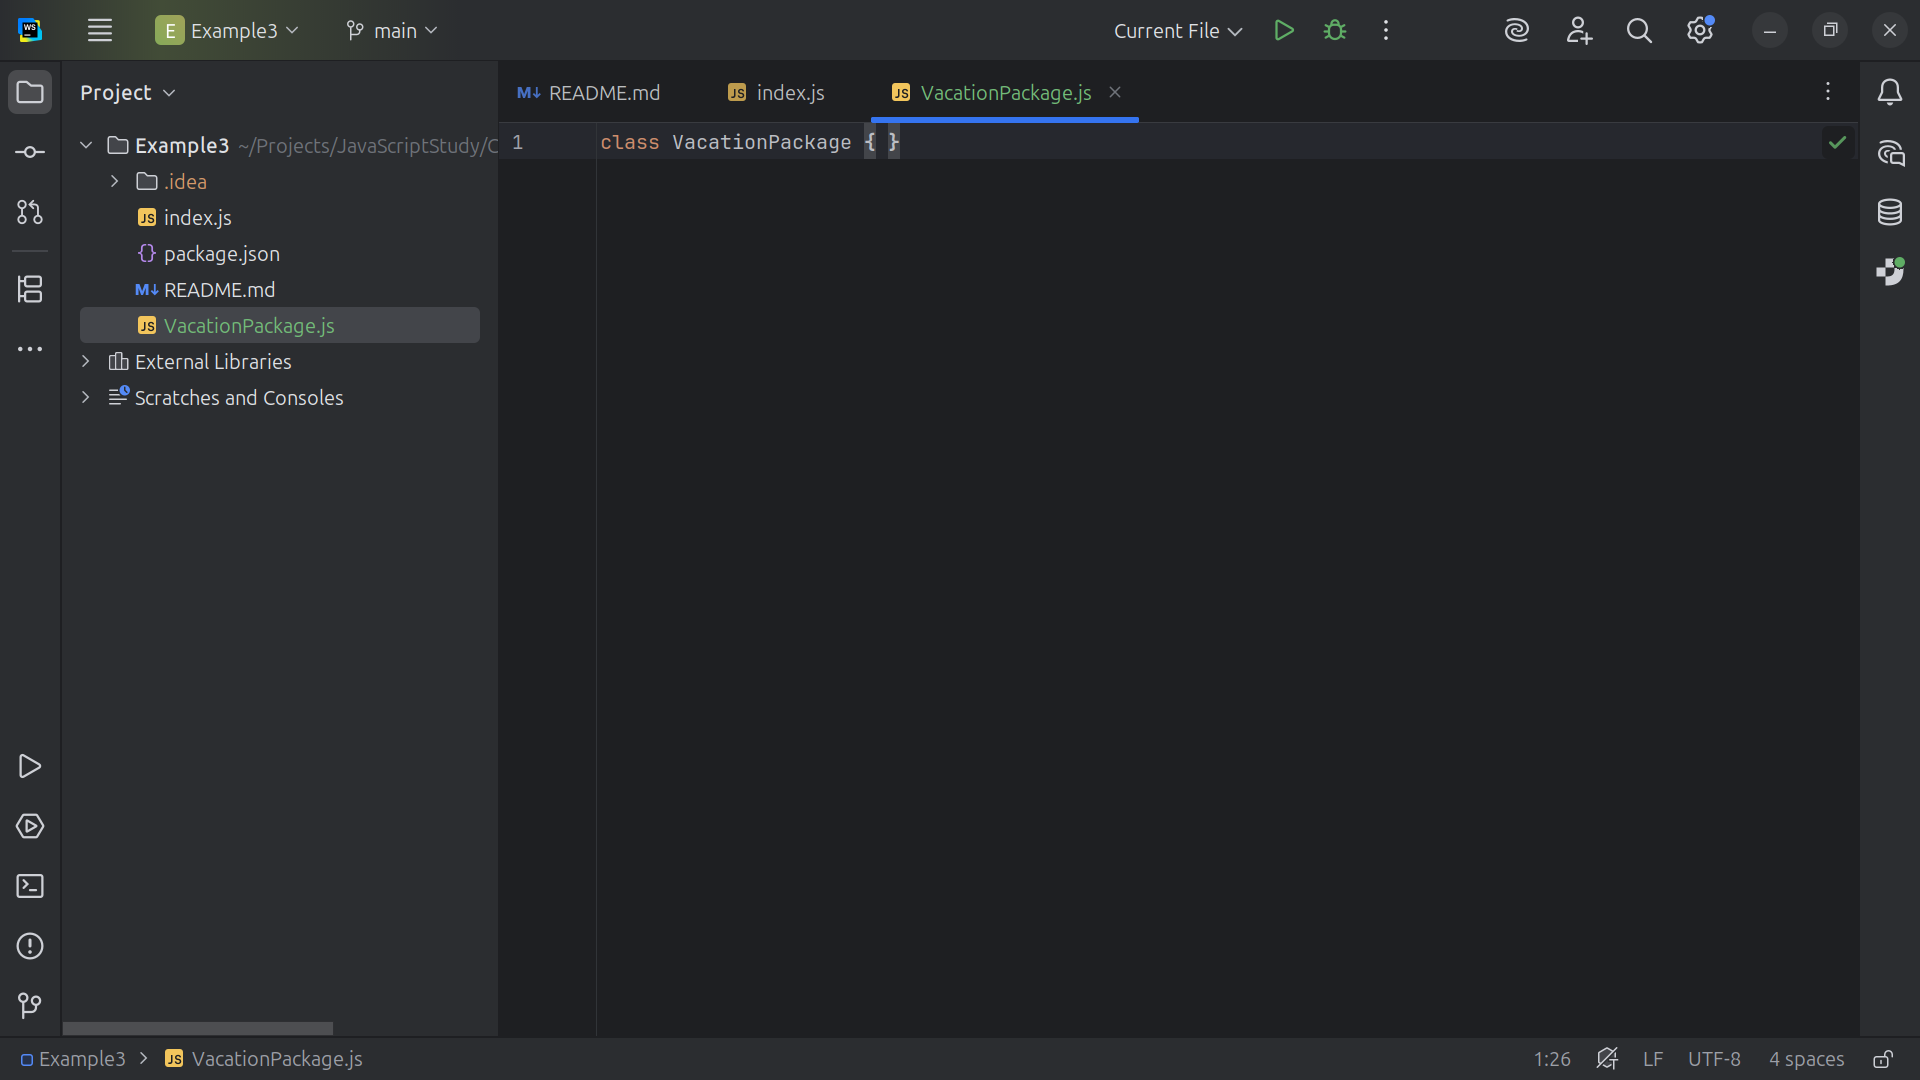 WS
E Example3
main
Current File
Project
Example3 ~/Projects/JavaScriptStudy/C
.idea
JS index.js
{} package.json
M↓ README.md
JS VacationPackage.js
External Libraries
Scratches and Consoles
M↓ README.md
JS index.js
JS VacationPackage.js
1 class VacationPackage { }
Example3 > JS VacationPackage.js
1:26
LF
UTF-8
4 spaces